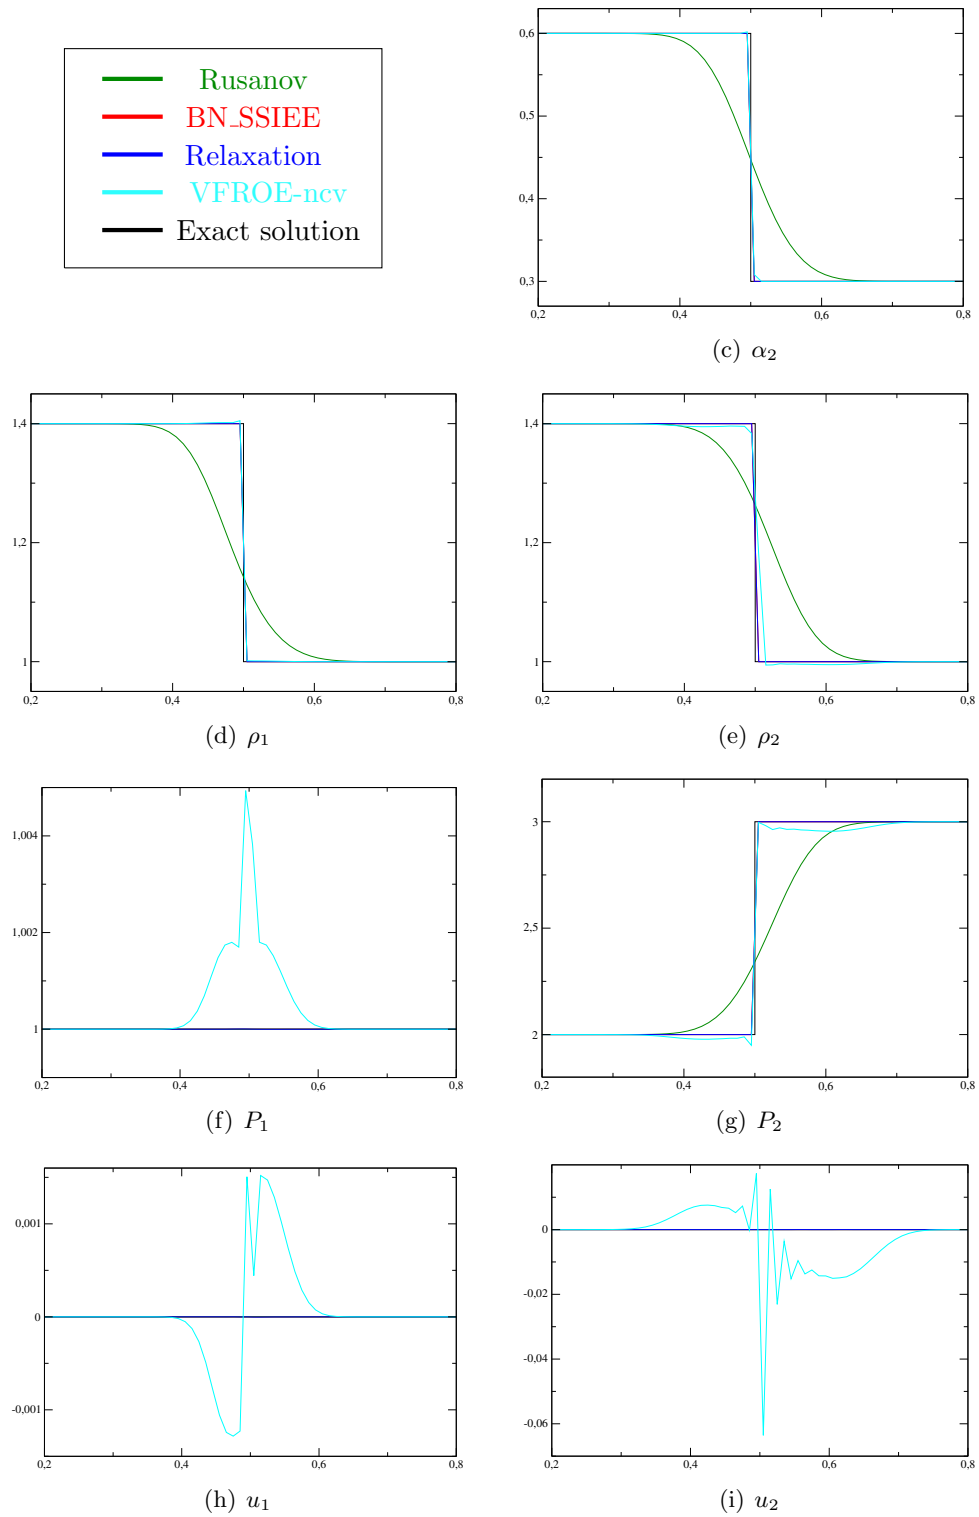 Rusanov
BN_SSIEE
Relaxation
VFROE-ncv
Exact solution
0,6
0,5
0,4
0,3
0,2 0,4 0,6 0,8
(c) α₂
1,4
1,2
1
0,2 0,4 0,6 0,8
(d) ρ₁
1,4
1,2
1
0,2 0,4 0,6 0,8
(e) ρ₂
1,004
1,002
1
0,2 0,4 0,6 0,8
(f) P₁
3
2,5
2
0,2 0,4 0,6 0,8
(g) P₂
0,001
0
-0,001
0,2 0,4 0,6 0,8
(h) u₁
0
-0,02
-0,04
-0,06
0,2 0,4 0,6 0,8
(i) u₂